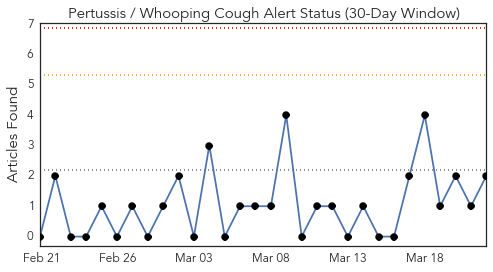 Pertussis / Whooping Cough Alert Status (30-Day Window)
Articles Found
7
6
5
4
3
2
1
0
Feb 21 Feb 26 Mar 03 Mar 08 Mar 13 Mar 18